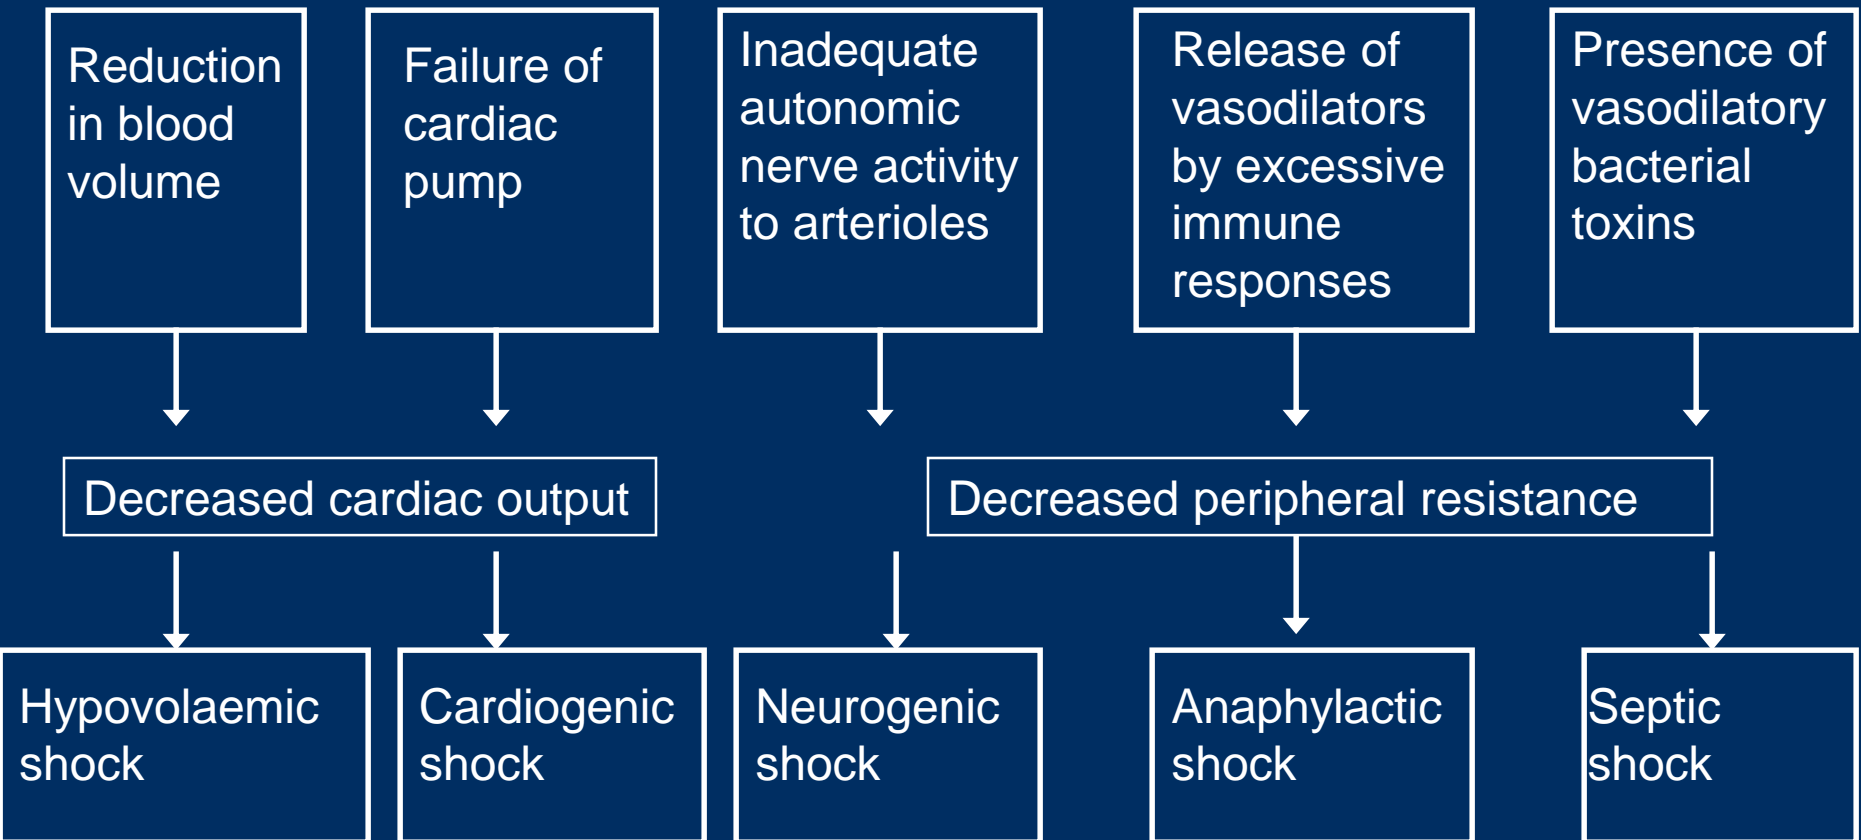 Reduction
in blood
volume
Failure of
cardiac
pump
Inadequate
autonomic
nerve activity
to arterioles
Release of
vasodilators
by excessive
immune
responses
Presence of
vasodilatory
bacterial
toxins
Decreased cardiac output
Decreased peripheral resistance
Hypovolaemic
shock
Cardiogenic
shock
Neurogenic
shock
Anaphylactic
shock
Septic
shock